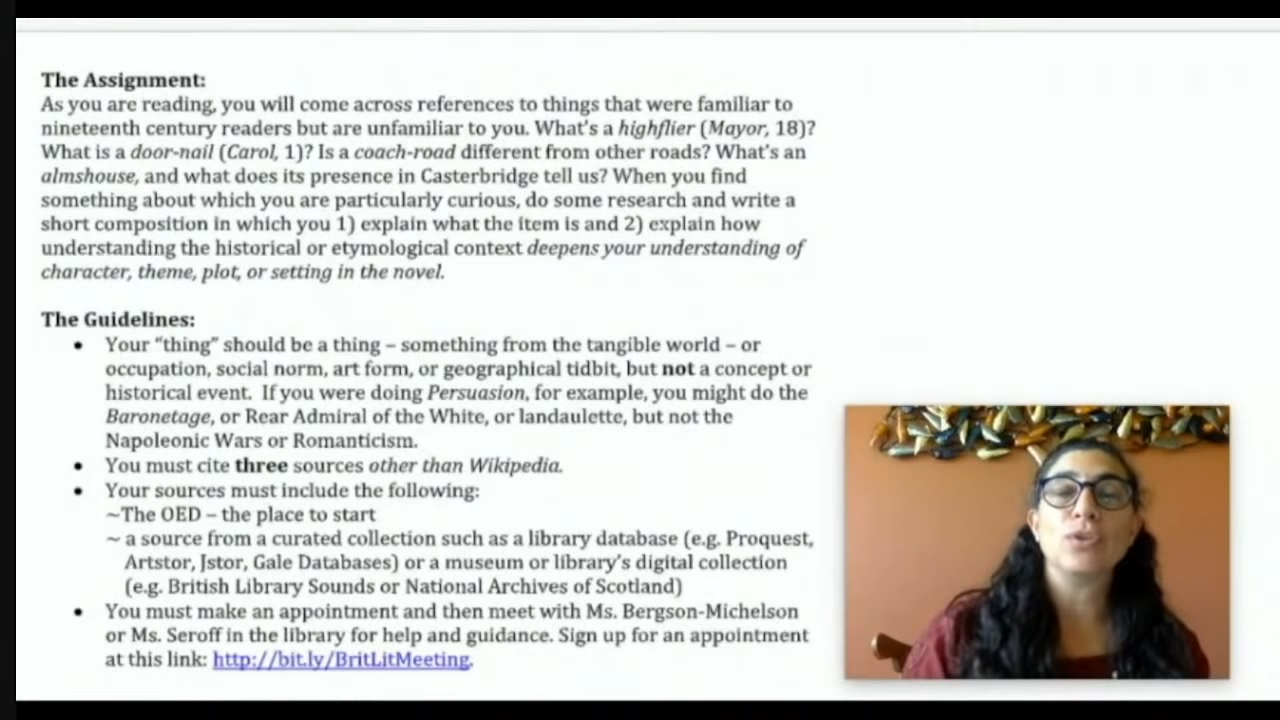 The Assignment:
As you are reading, you will come across references to things that were familiar to
nineteenth century readers but are unfamiliar to you. What's a highflier (Mayor, 18)?
What is a door-nail (Carol, 1)? Is a coach-road different from other roads? What's an
almshouse, and what does its presence in Casterbridge tell us? When you find
something about which you are particularly curious, do some research and write a
short composition in which you 1) explain what the item is and 2) explain how
understanding the historical or etymological context deepens your understanding of
character, theme, plot, or setting in the novel.
The Guidelines:
• Your “thing” should be a thing – something from the tangible world – or
occupation, social norm, art form, or geographical tidbit, but not a concept or
historical event. If you were doing Persuasion, for example, you might do the
Baronetage, or Rear Admiral of the White, or landaulette, but not the
Napoleonic Wars or Romanticism.
• You must cite three sources other than Wikipedia.
• Your sources must include the following:
~The OED – the place to start
~ a source from a curated collection such as a library database (e.g. Proquest,
Artstor, Jstor, Gale Databases) or a museum or library's digital collection
(e.g. British Library Sounds or National Archives of Scotland)
• You must make an appointment and then meet with Ms. Bergson-Michelson
or Ms. Seroff in the library for help and guidance. Sign up for an appointment
at this link: http://bit.ly/BritLitMeeting.